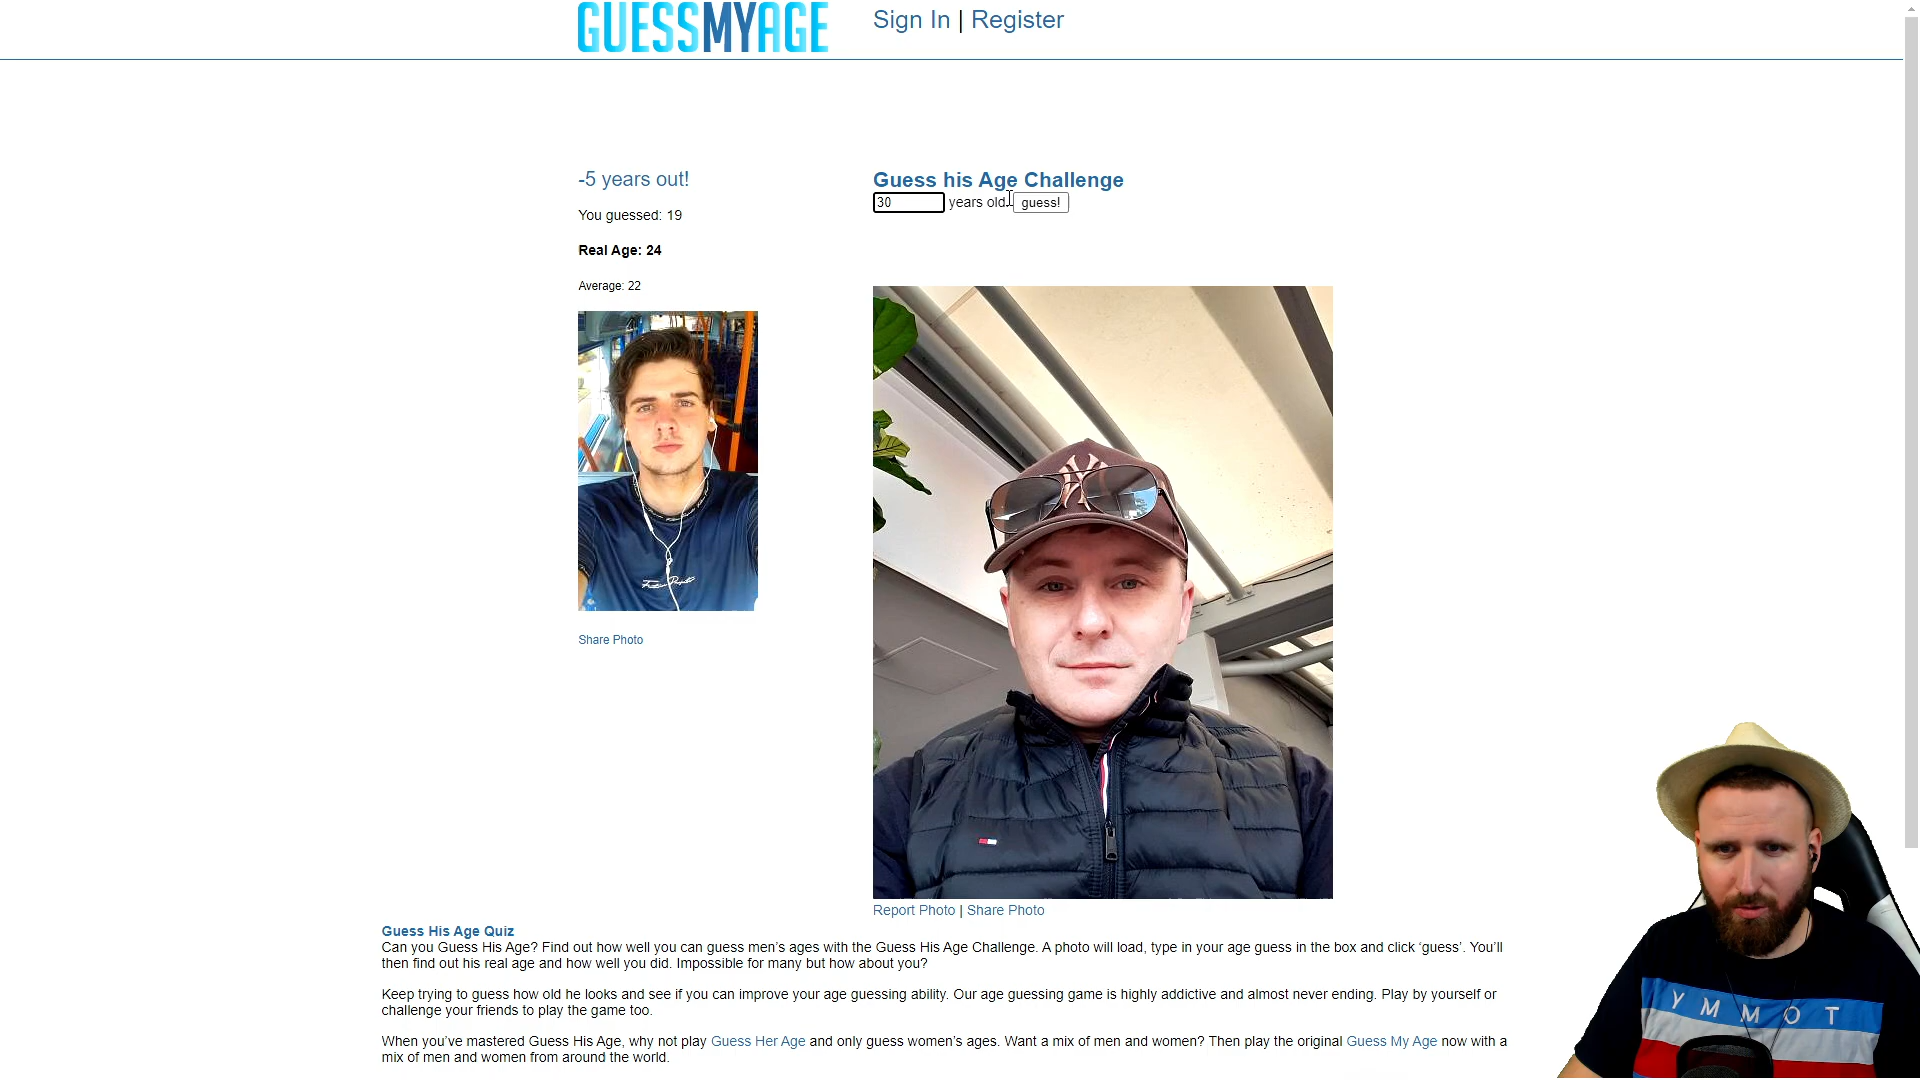 GUESSMYAGE
Sign In | Register
-5 years out!
You guessed: 19
Real Age: 24
Average: 22
Share Photo
Guess his Age Challenge
30 years old. guess!
NY
Report Photo | Share Photo
Guess His Age Quiz
Can you Guess His Age? Find out how well you can guess men’s ages with the Guess His Age Challenge. A photo will load, type in your age guess in the box and click ‘guess’. You’ll
then find out his real age and how well you did. Impossible for many but how about you?
Keep trying to guess how old he looks and see if you can improve your age guessing ability. Our age guessing game is highly addictive and almost never ending. Play by yourself or
challenge your friends to play the game too.
When you’ve mastered Guess His Age, why not play Guess Her Age and only guess women’s ages. Want a mix of men and women? Then play the original Guess My Age now with a
mix of men and women from around the world.
YMMOT